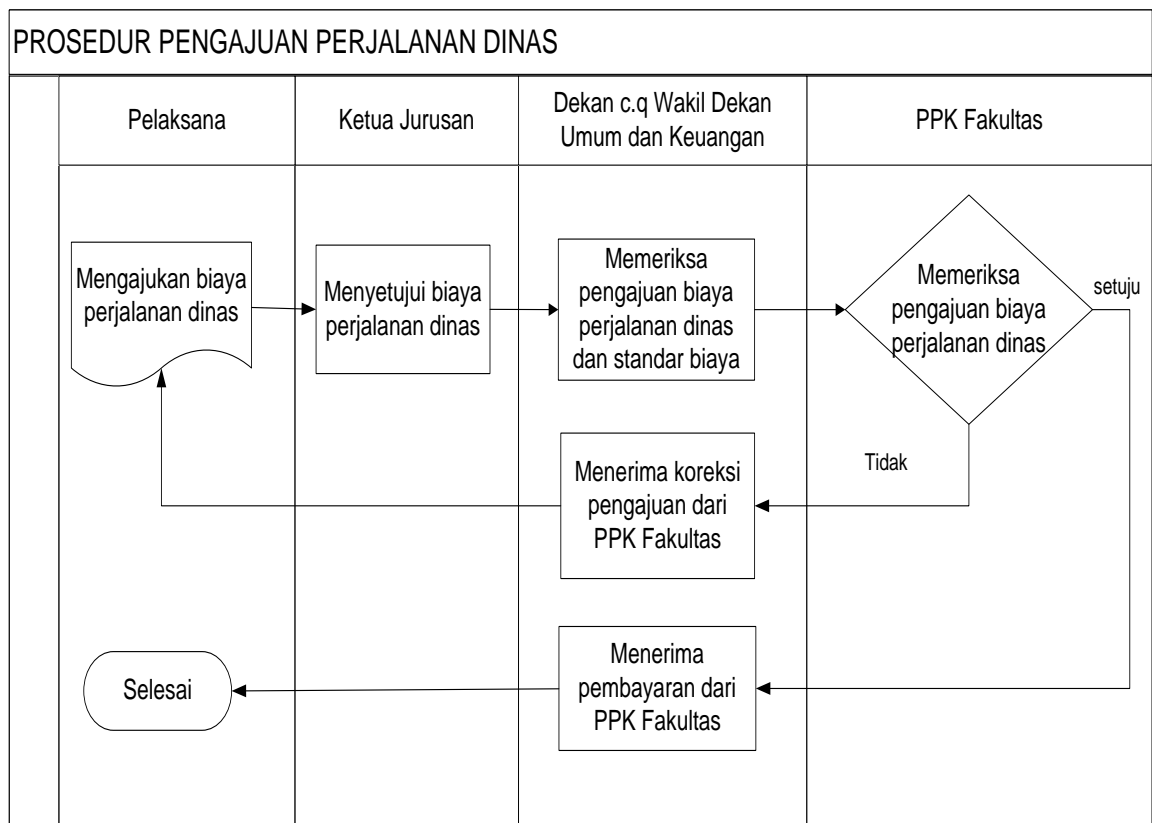 PROSEDUR PENGAJUAN PERJALANAN DINAS
Pelaksana
Ketua Jurusan
Dekan c.q Wakil Dekan
Umum dan Keuangan
PPK Fakultas
Mengajukan biaya
perjalanan dinas
Menyetujui biaya
perjalanan dinas
Memeriksa
pengajuan biaya
perjalanan dinas
dan standar biaya
Memeriksa
pengajuan biaya
perjalanan dinas
setuju
Tidak
Menerima koreksi
pengajuan dari
PPK Fakultas
Menerima
pembayaran dari
PPK Fakultas
Selesai